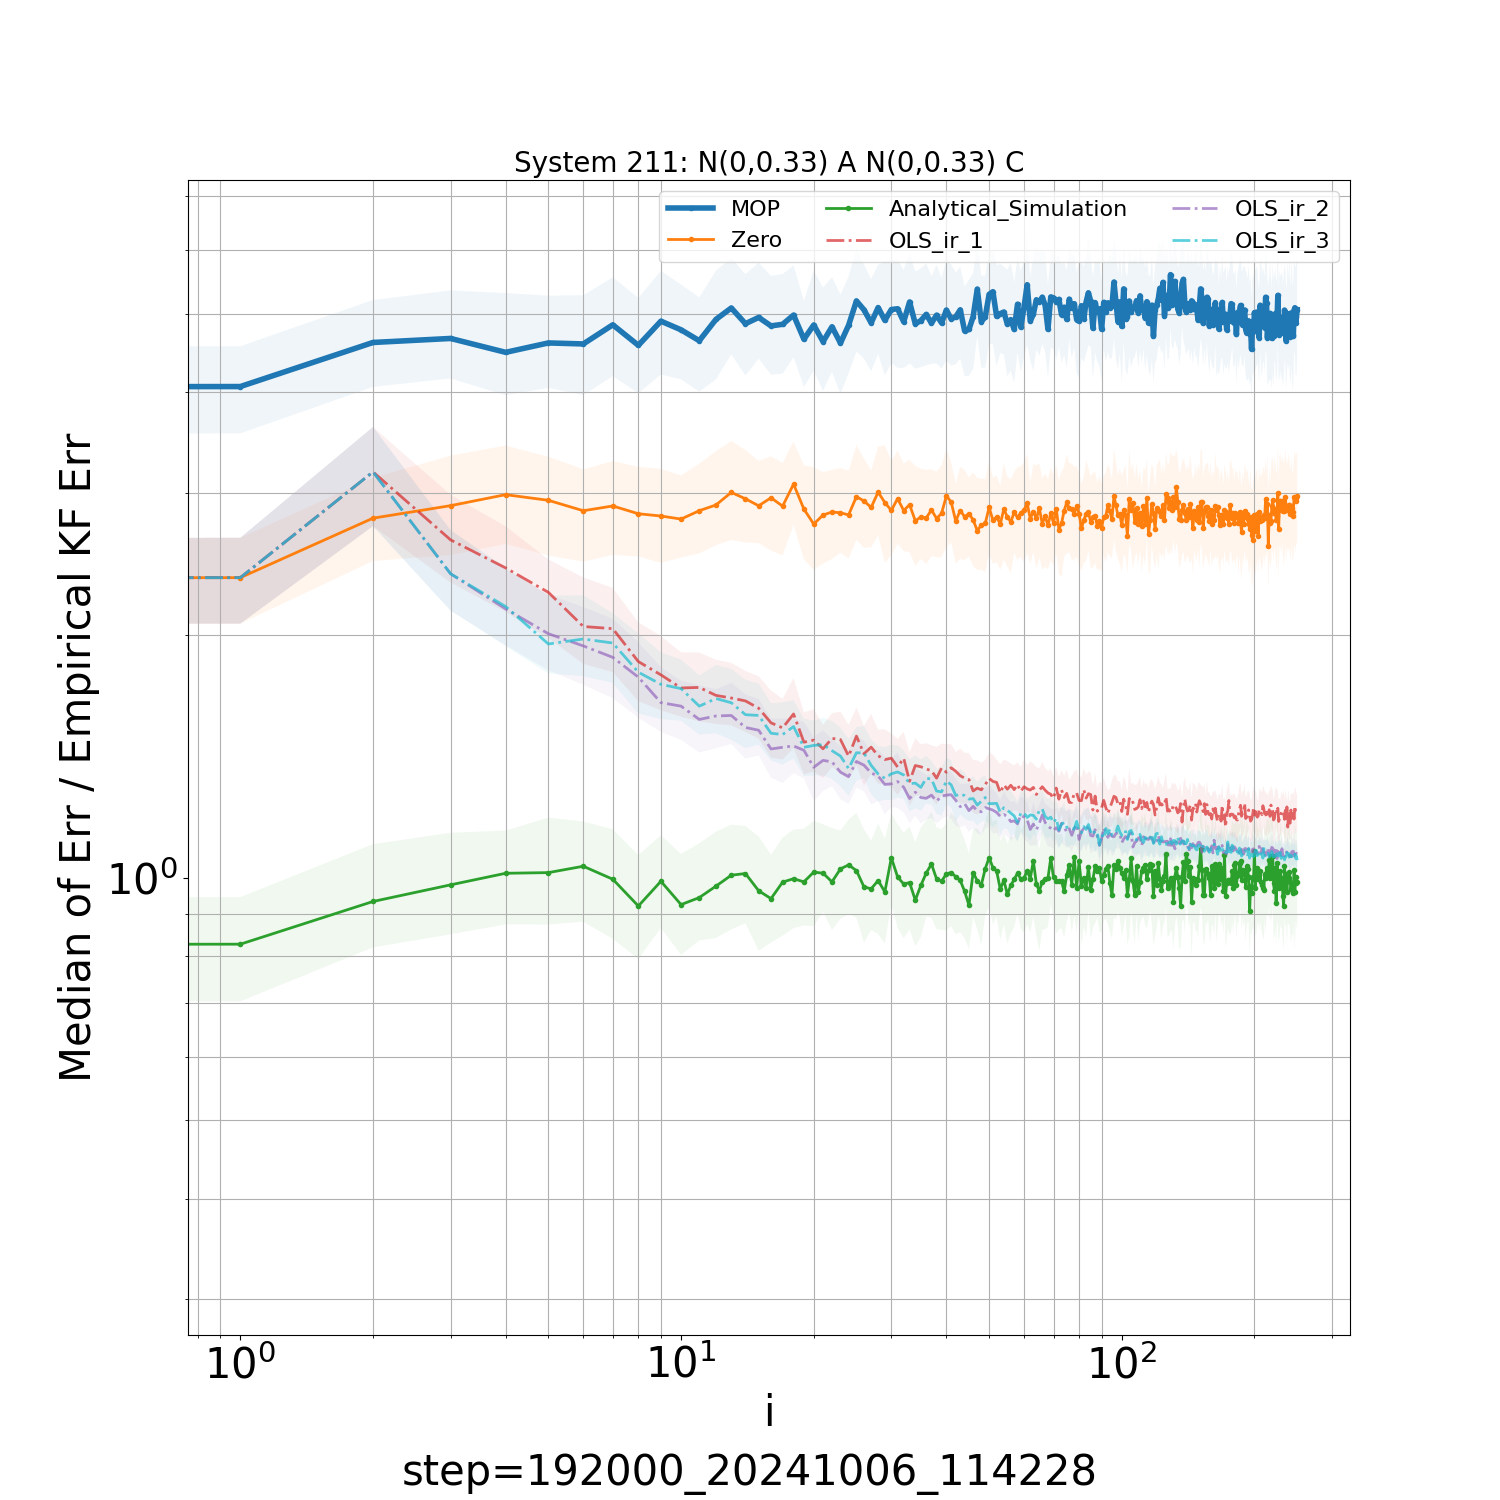 System 211: N(0,0.33) A N(0,0.33) C
MOP
Zero
Analytical_Simulation
OLS_ir_1
OLS_ir_2
OLS_ir_3
Median of Err / Empirical KF Err
10⁰
10⁰
10¹
10²
i
step=192000_20241006_114228